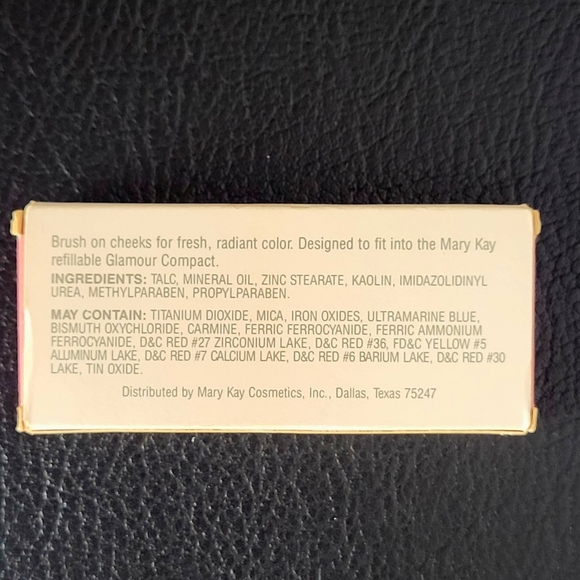 Brush on cheeks for fresh, radiant color. Designed to fit into the Mary Kay
refillable Glamour Compact.
INGREDIENTS: TALC, MINERAL OIL, ZINC STEARATE, KAOLIN, IMIDAZOLIDINYL
UREA, METHYLPARABEN, PROPYLPARABEN.
MAY CONTAIN: TITANIUM DIOXIDE, MICA, IRON OXIDES, ULTRAMARINE BLUE,
BISMUTH OXYCHLORIDE, CARMINE, FERRIC FERROCYANIDE, FERRIC AMMONIUM
FERROCYANIDE, D&C RED #27 ZIRCONIUM LAKE, D&C RED #36, FD&C YELLOW #5
ALUMINUM LAKE, D&C RED #7 CALCIUM LAKE, D&C RED #6 BARIUM LAKE, D&C RED #30
LAKE, TIN OXIDE.
Distributed by Mary Kay Cosmetics, Inc., Dallas, Texas 75247